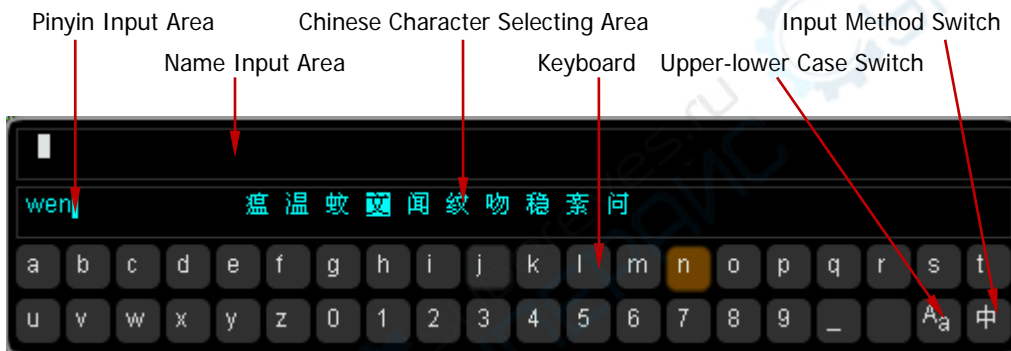 Pinyin Input Area Chinese Character Selecting Area Input Method Switch
Name Input Area Keyboard Upper-lower Case Switch
wen 瘟 温 蚊 文 闻 纹 吻 稳 紊 问
a b c d e f g h i j k l m n o p q r s t
u v w x y z 0 1 2 3 4 5 6 7 8 9 _ Aa 中